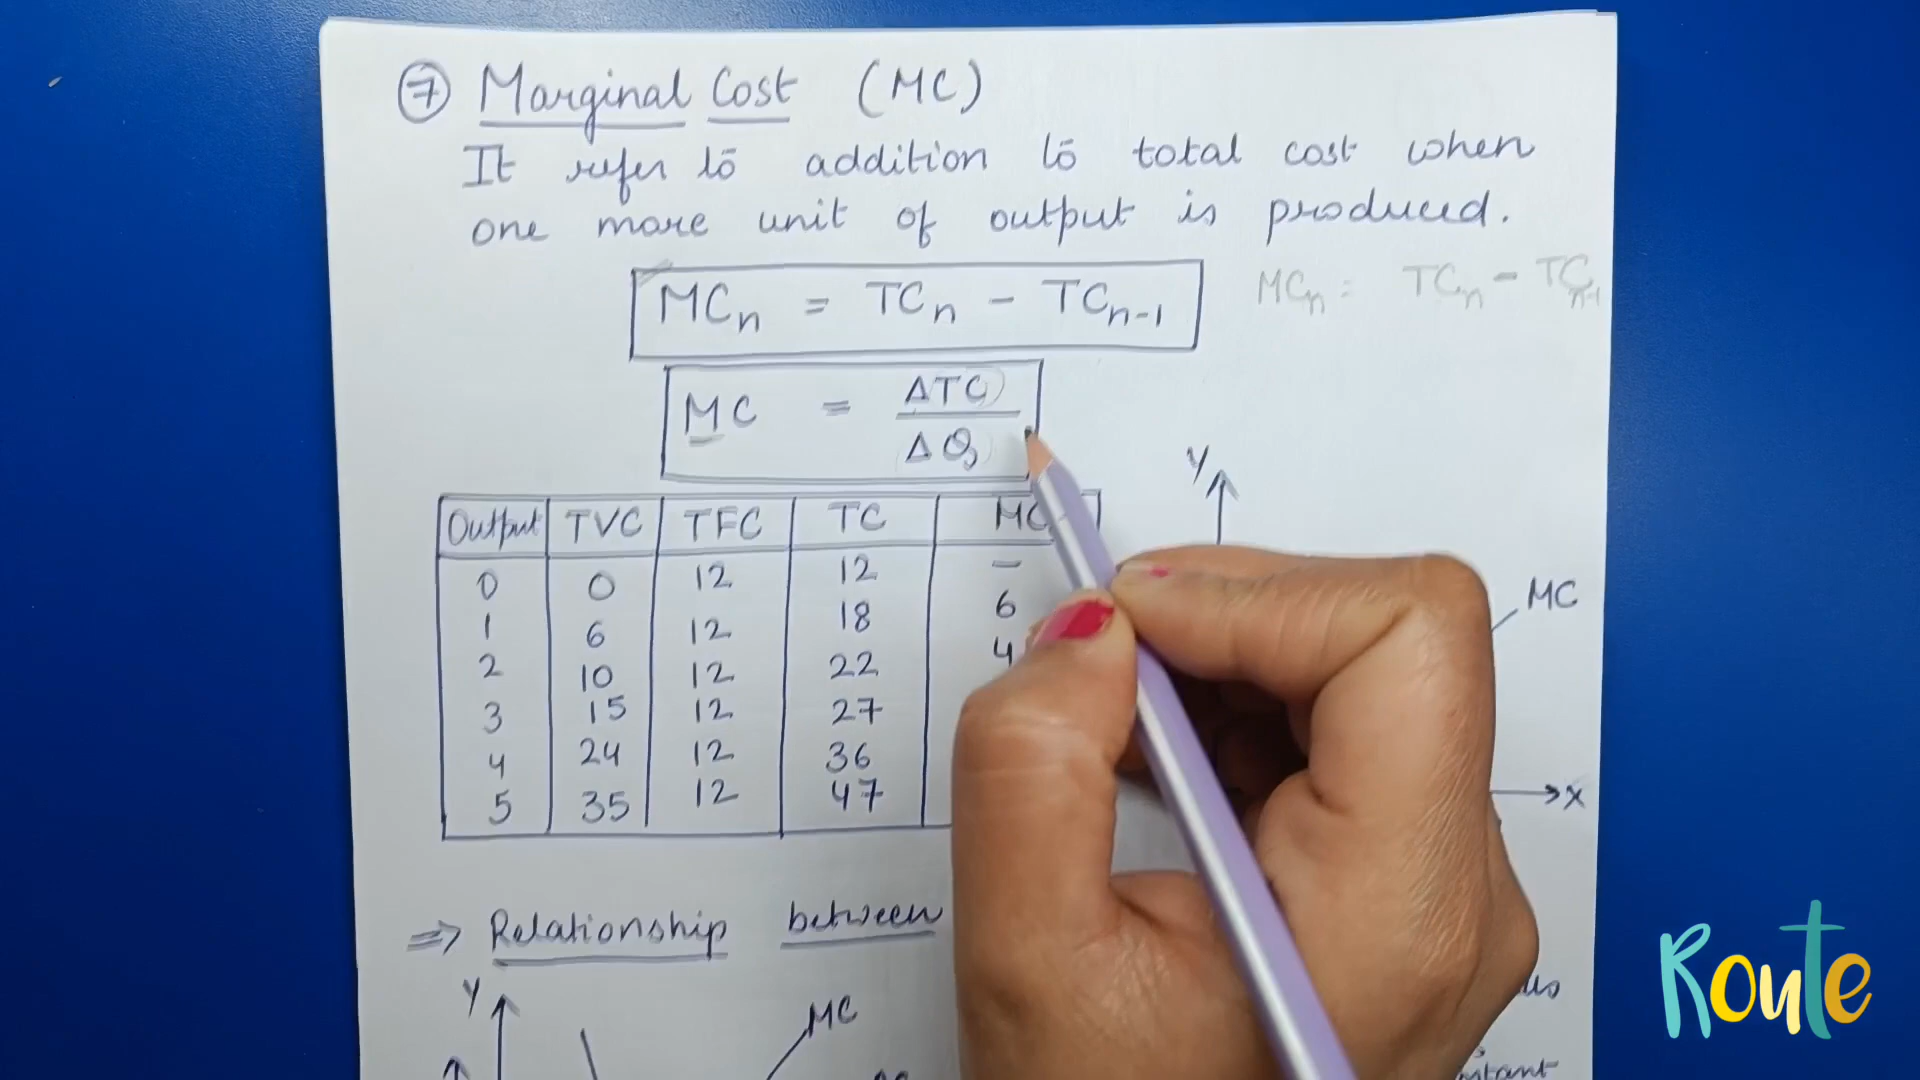 ⑦ Marginal Cost (MC)
It refer to addition to total cost when
one more unit of output is produced.
MCn = TCn - TCn-1
MCn = TCn - TCn-1
MC = ΔTC
ΔQ
Output TVC TFC TC MC
0 0 12 12 -
1 6 12 18 6
2 10 12 22 4
3 15 12 27
4 24 12 36
5 35 12 47
Y
MC
X
⇒ Relationship between
Y
MC
Route